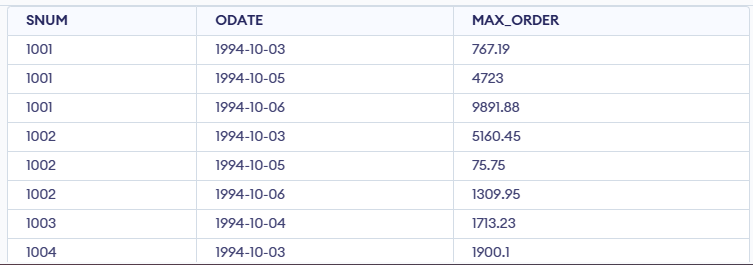 SNUM ODATE MAX_ORDER
1001 1994-10-03 767.19
1001 1994-10-05 4723
1001 1994-10-06 9891.88
1002 1994-10-03 5160.45
1002 1994-10-05 75.75
1002 1994-10-06 1309.95
1003 1994-10-04 1713.23
1004 1994-10-03 1900.1